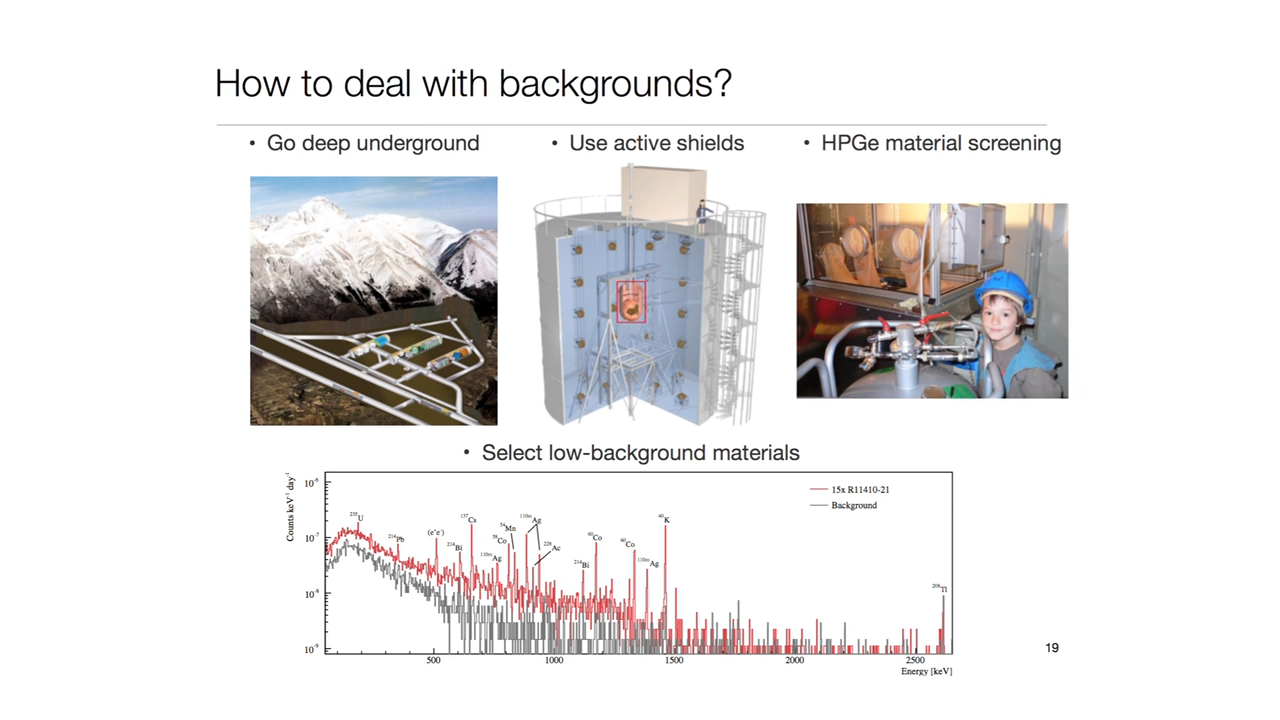 How to deal with backgrounds?
• Go deep underground
• Use active shields
• HPGe material screening
• Select low-background materials
Counts keV⁻¹ day⁻¹
10⁻⁶
10⁻⁷
10⁻⁸
10⁻⁹
²³⁵U
²¹⁴Pb
(e⁺e⁻)
²¹⁴Bi
¹³⁷Cs
¹¹⁰ᵐAg
⁵⁸Co
⁵⁴Mn
¹¹⁰ᵐAg
²²⁸Ac
²¹⁴Bi
⁶⁰Co
⁶⁰Co
¹¹⁰ᵐAg
⁴⁰K
²⁰⁸Tl
15x R11410-21
Background
500
1000
1500
2000
2500
Energy [keV]
19